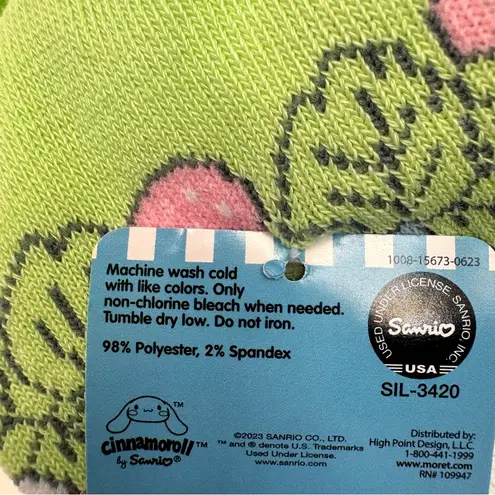 1008-15673-0623
Machine wash cold
with like colors. Only
non-chlorine bleach when needed.
Tumble dry low. Do not iron.
98% Polyester, 2% Spandex
USED UNDER LICENSE SANRIO, INC.
Sanrio
USA
SIL-3420
TM
cinnamoroll™
by Sanrio™
©2023 SANRIO CO., LTD.
™ and ® denote U.S. Trademarks
Used Under License.
www.sanrio.com
Distributed by:
High Point Design, L.L.C.
1-800-441-1999
www.moret.com
RN# 109947